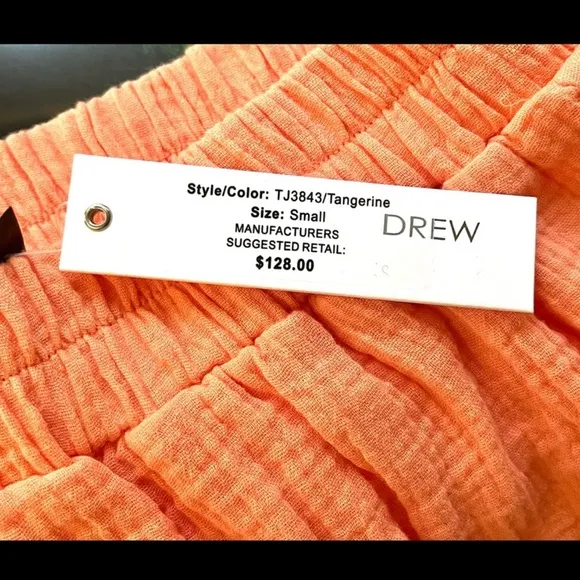 Style/Color: TJ3843/Tangerine
Size: Small
MANUFACTURERS
SUGGESTED RETAIL:
$128.00
DREW